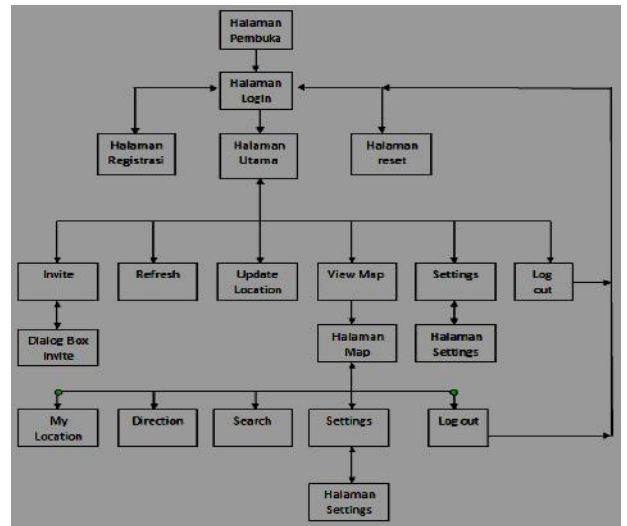 Halaman
Pembuka
Halaman
Login
Halaman
Registrasi
Halaman
Utama
Halaman
reset
Invite
Refresh
Update
Location
View Map
Settings
Log
out
Dialog Box
Invite
Halaman
Map
Halaman
Settings
My
Location
Direction
Search
Settings
Log out
Halaman
Settings